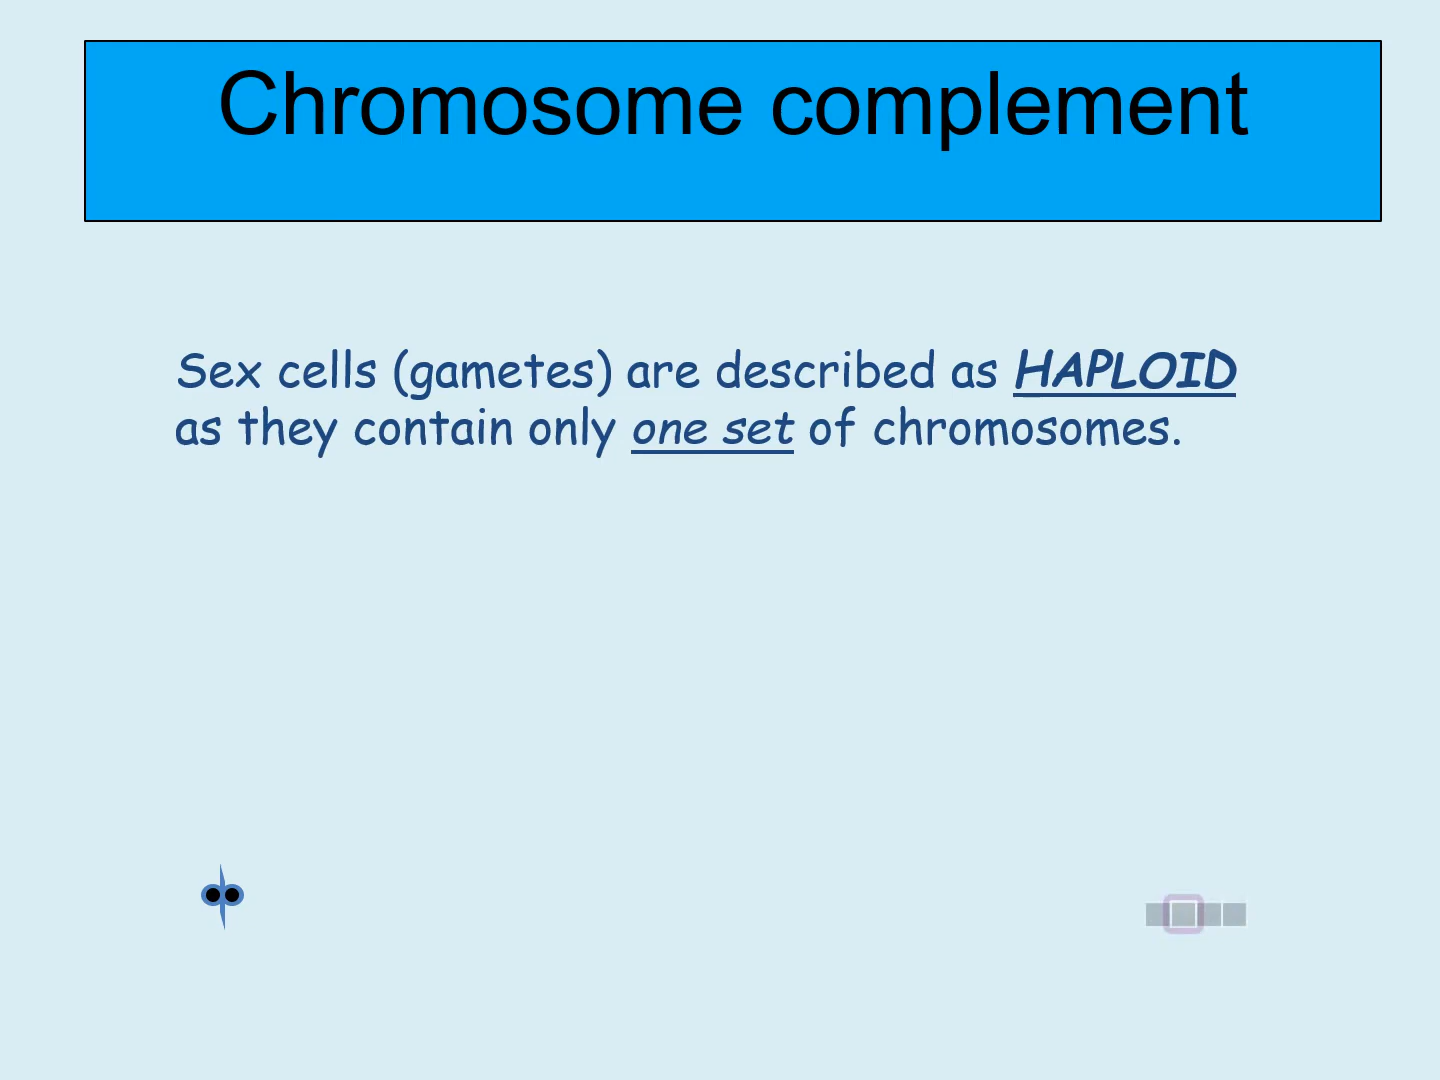 Chromosome complement
Sex cells (gametes) are described as HAPLOID
as they contain only one set of chromosomes.